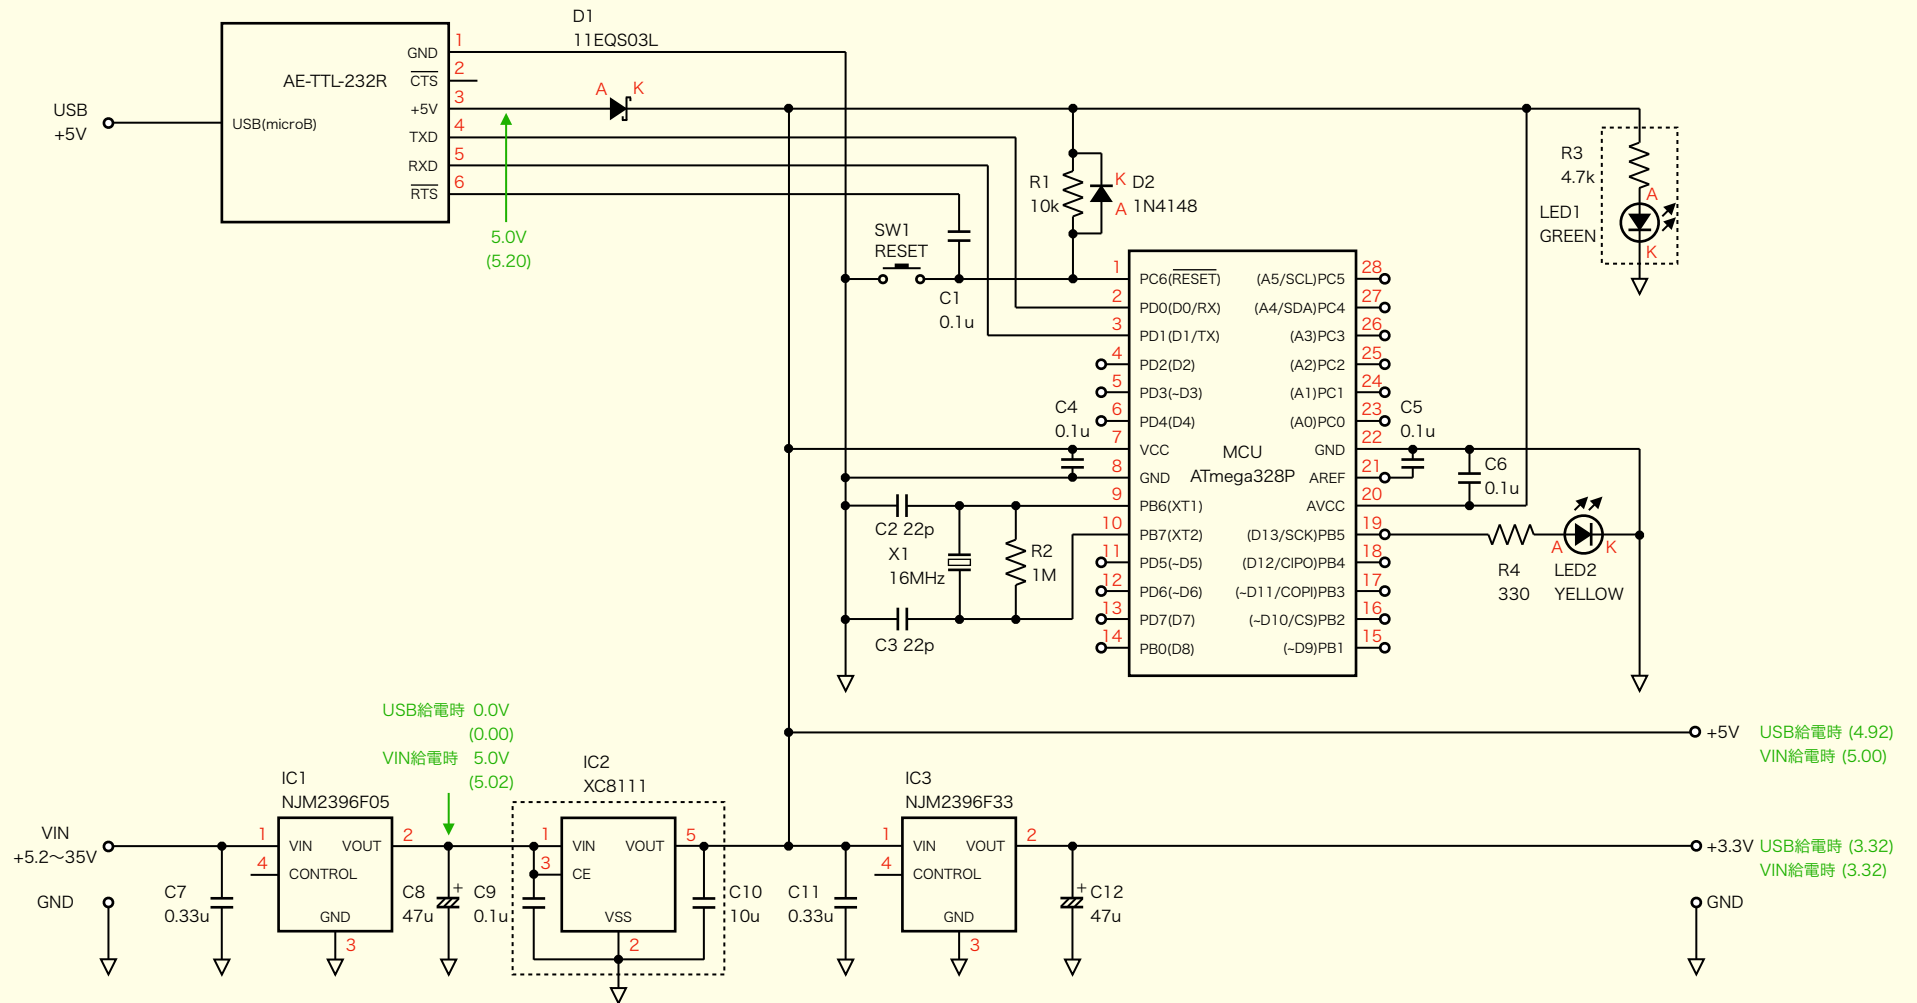 D1
11EQS03L
AE-TTL-232R
USB
+5V
USB(microB)
GND
CTS
+5V
TXD
RXD
RTS
1
2
3
4
5
6
A
K
5.0V
(5.20)
R1
10k
K
A
D2
1N4148
SW1
RESET
C1
0.1u
R3
4.7k
LED1
GREEN
A
K
MCU
ATmega328P
1
PC6(RESET)
2
PD0(D0/RX)
3
PD1(D1/TX)
4
PD2(D2)
5
PD3(~D3)
6
PD4(D4)
7
VCC
8
GND
9
PB6(XT1)
10
PB7(XT2)
11
PD5(~D5)
12
PD6(~D6)
13
PD7(D7)
14
PB0(D8)
(A5/SCL)PC5
28
(A4/SDA)PC4
27
(A3)PC3
26
(A2)PC2
25
(A1)PC1
24
(A0)PC0
23
GND
22
AREF
21
AVCC
20
(D13/SCK)PB5
19
(D12/CIPO)PB4
18
(~D11/COPI)PB3
17
(~D10/CS)PB2
16
(~D9)PB1
15
C4
0.1u
C5
0.1u
C6
0.1u
C2 22p
X1
16MHz
R2
1M
C3 22p
A
K
R4
330
LED2
YELLOW
USB給電時 0.0V
(0.00)
VIN給電時 5.0V
(5.02)
+5V
USB給電時 (4.92)
VIN給電時 (5.00)
IC1
NJM2396F05
IC2
XC8111
IC3
NJM2396F33
VIN
+5.2～35V
GND
1
4
VIN
CONTROL
VOUT
GND
2
3
C7
0.33u
C8
47u
+
C9
0.1u
1
3
VIN
CE
VOUT
VSS
5
2
C10
10u
C11
0.33u
1
4
VIN
CONTROL
VOUT
GND
2
3
+
C12
47u
+3.3V
USB給電時 (3.32)
VIN給電時 (3.32)
GND